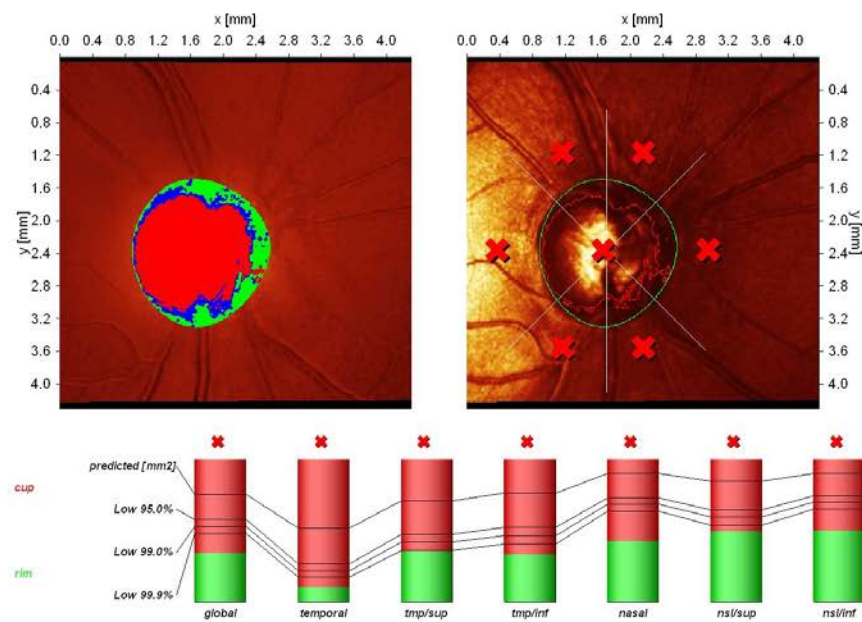 x [mm]
0.0 0.4 0.8 1.2 1.6 2.0 2.4 2.8 3.2 3.6 4.0
0.4
0.8
1.2
1.6
2.0
2.4
2.8
3.2
3.6
4.0
y [mm]
x [mm]
0.0 0.4 0.8 1.2 1.6 2.0 2.4 2.8 3.2 3.6 4.0
0.4
0.8
1.2
1.6
2.0
2.4
2.8
3.2
3.6
4.0
y [mm]
predicted [mm2]
cup
Low 95.0%
Low 99.0%
rim
Low 99.9%
global temporal tmp/sup tmp/inf nasal nsl/sup nsl/inf